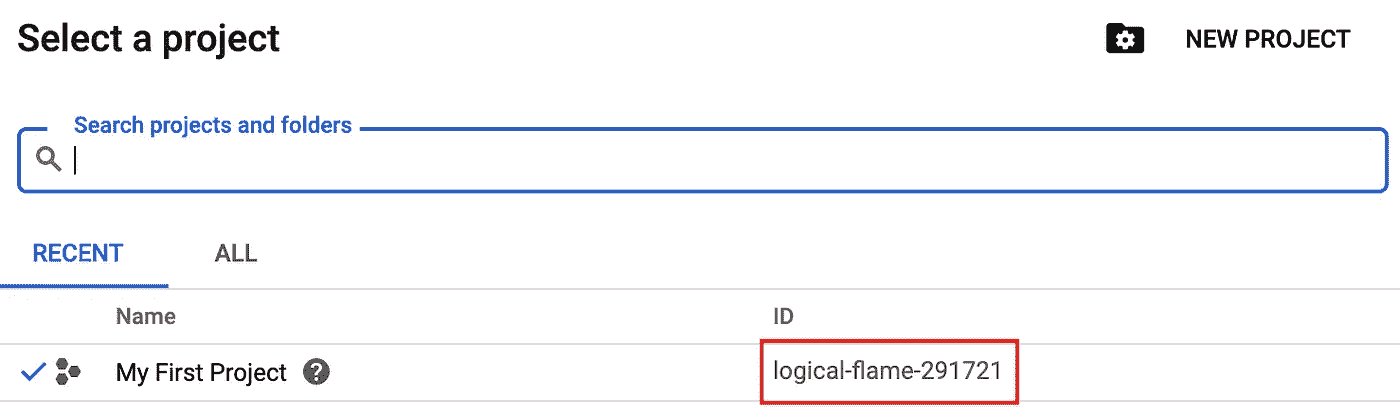 Select a project
NEW PROJECT
Search projects and folders
RECENT ALL
Name ID
My First Project ? logical-flame-291721